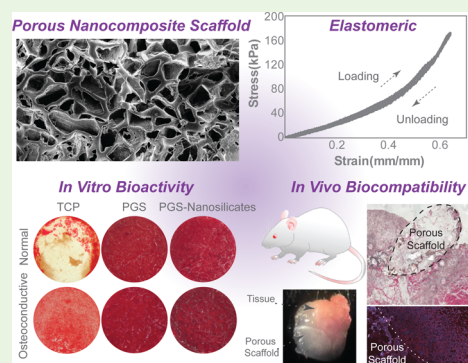 Porous Nanocomposite Scaffold
Elastomeric
Stress(kPa)
200
160
120
80
40
0
Loading
Unloading
0.2
0.4
0.6
Strain(mm/mm)
In Vitro Bioactivity
TCP
PGS
PGS-Nanosilicates
Normal
Osteoconductive
In Vivo Biocompatibility
Tissue
Porous
Scaffold
Porous
Scaffold
Porous
Scaffold